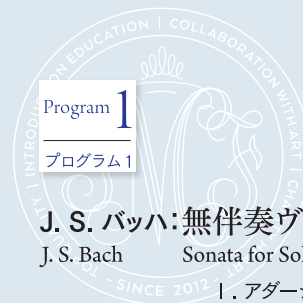 INTRODU
ION EDUCATION | COLLABORATION WITH ART | C
- SINCE 2012 -
Program 1
プログラム 1
J. S. バッハ：無伴奏ヴ
J. S. Bach Sonata for Sol
I . アダー